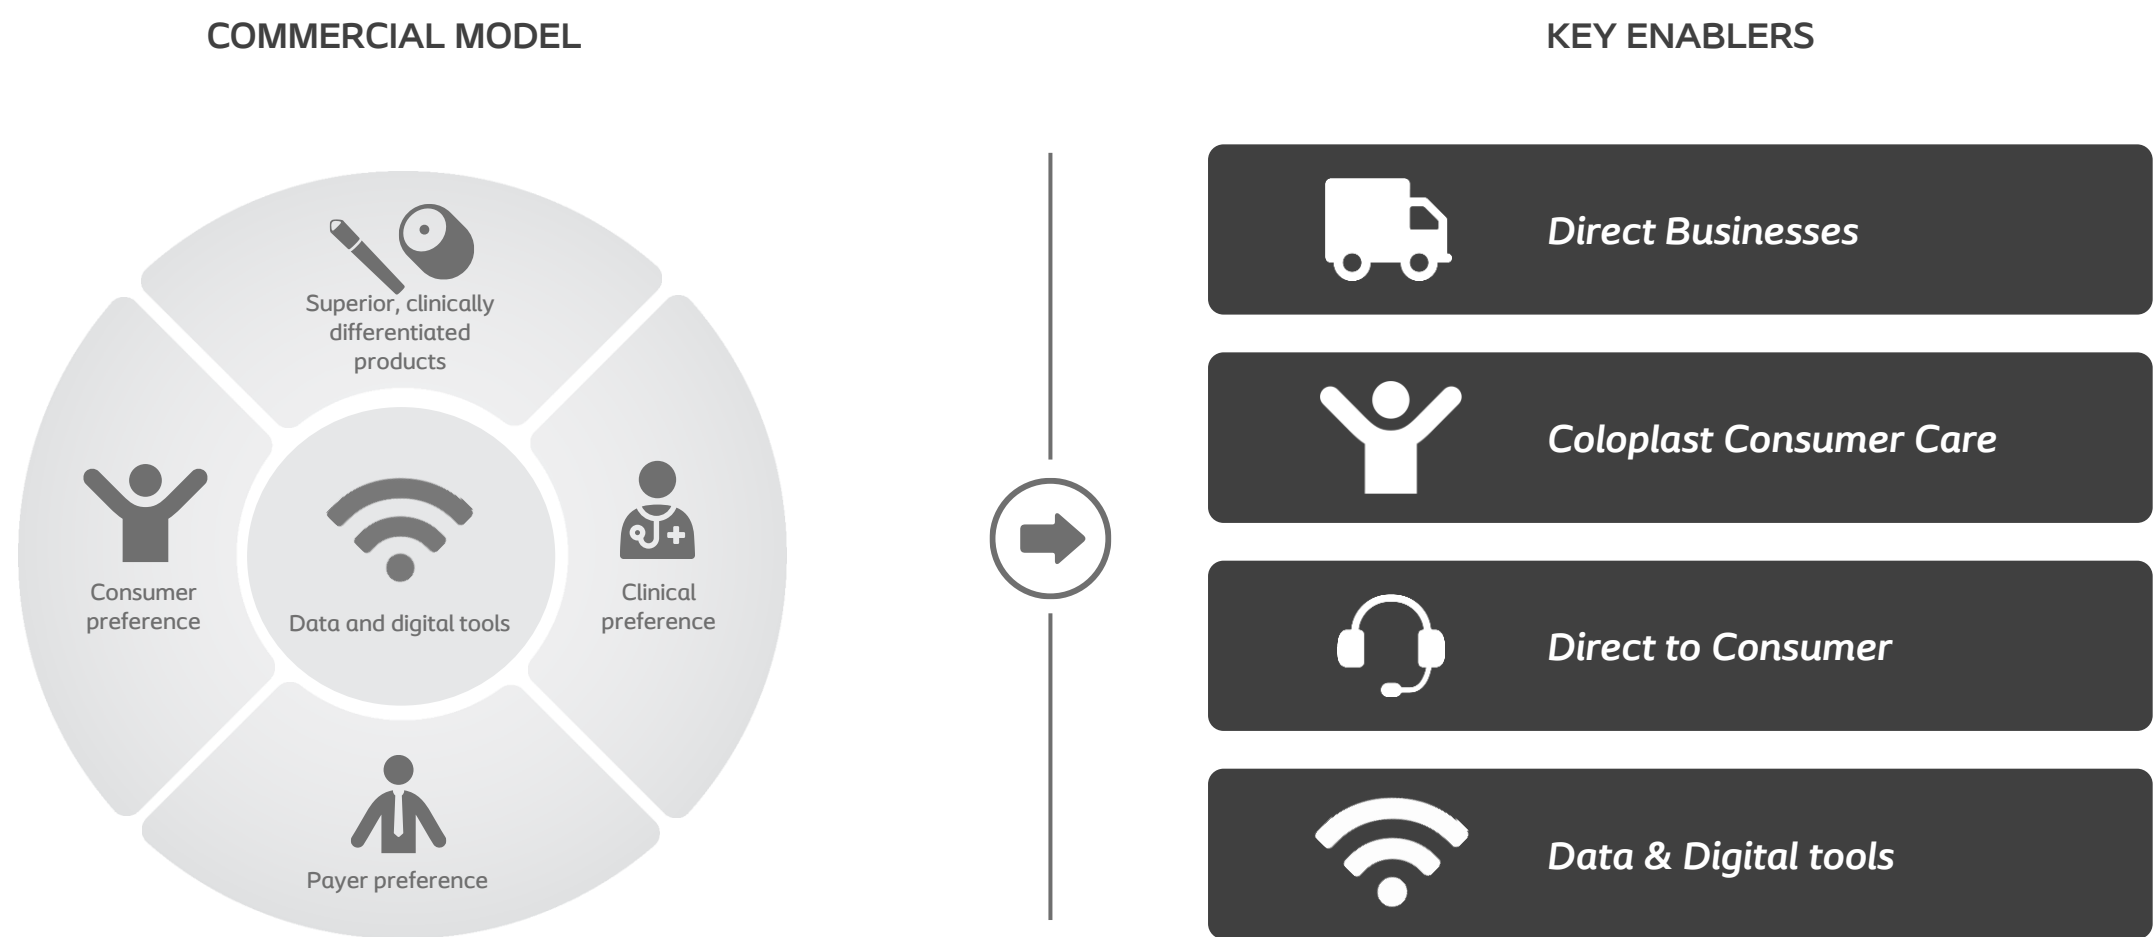 COMMERCIAL MODEL
KEY ENABLERS
Superior, clinically
differentiated
products
Consumer
preference
Data and digital tools
Clinical
preference
Payer preference
Direct Businesses
Coloplast Consumer Care
Direct to Consumer
Data & Digital tools